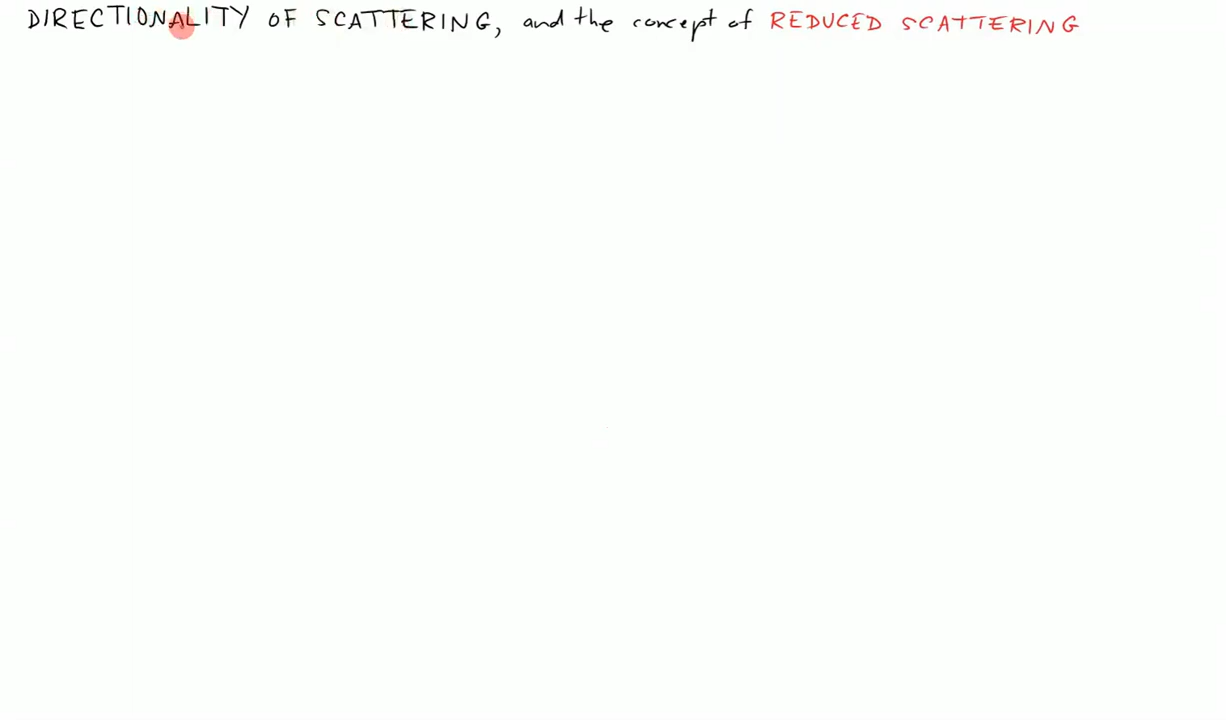 DIRECTIONALITY OF SCATTERING, and the concept of REDUCED SCATTERING